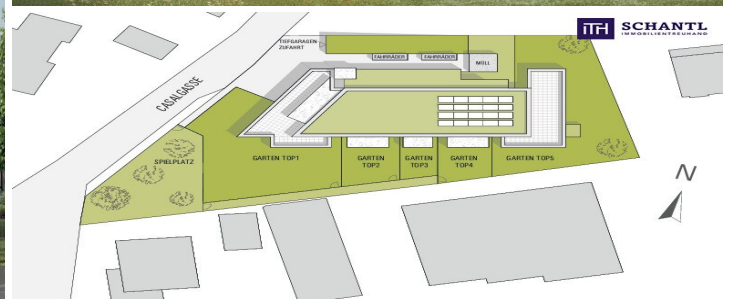 ITH SCHANTL
IMMOBILIENTREUHAND
TIEFGARAGEN
ZUFAHRT
FAHRRÄDER
FAHRRÄDER
MÜLL
CASALGASSE
SPIELPLATZ
GARTEN TOP1
GARTEN
TOP2
GARTEN
TOP3
GARTEN
TOP4
GARTEN TOP5
N